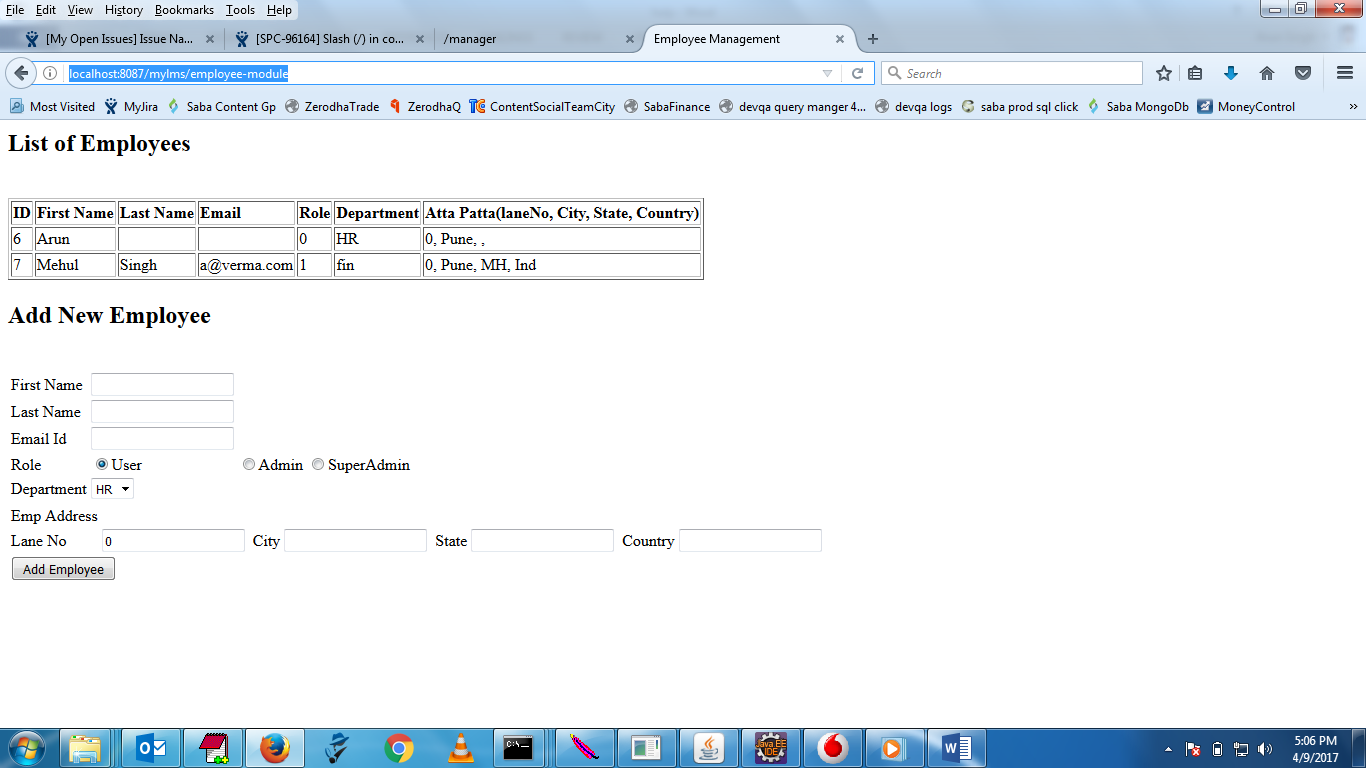 File Edit View History Bookmarks Tools Help
[My Open Issues] Issue Na... [SPC-96164] Slash (/) in co... /manager Employee Management
localhost:8087/mylms/employee-module Search
Most Visited MyJira Saba Content Gp ZerodhaTrade ZerodhaQ ContentSocialTeamCity SabaFinance devqa query manger 4... devqa logs saba prod sql click Saba MongoDb MoneyControl »
List of Employees
ID First Name Last Name Email Role Department Atta Patta(laneNo, City, State, Country)
6 Arun 0 HR 0, Pune, ,
7 Mehul Singh a@verma.com 1 fin 0, Pune, MH, Ind
Add New Employee
First Name
Last Name
Email Id
Role User Admin SuperAdmin
Department HR
Emp Address
Lane No 0 City State Country
Add Employee
C:\_ Java EE IDE W
5:06 PM
4/9/2017